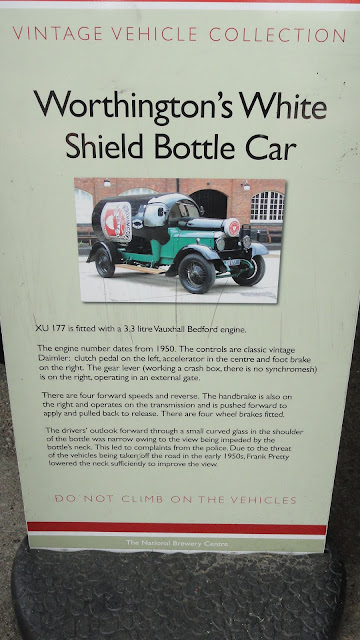 VINTAGE VEHICLE COLLECTION
Worthington's White
Shield Bottle Car
XU 177 is fitted with a 3.3 litre Vauxhall Bedford engine.
The engine number dates from 1950. The controls are classic vintage
Daimler: clutch pedal on the left, accelerator in the centre and foot brake
on the right. The gear lever (working a crash box, there is no synchromesh)
is on the right, operating in an external gate.
There are four forward speeds and reverse. The handbrake is also on
the right and operates on the transmission and is pushed forward to
apply and pulled back to release. There are four wheel brakes fitted.
The drivers' outlook forward through a small curved glass in the shoulder
of the bottle was narrow owing to the view being impeded by the
bottle's neck. This led to complaints from the police. Due to the threat
of the vehicles being taken off the road in the early 1950s, Frank Pretty
lowered the neck sufficiently to improve the view.
DO NOT CLIMB ON THE VEHICLES
The National Brewery Centre